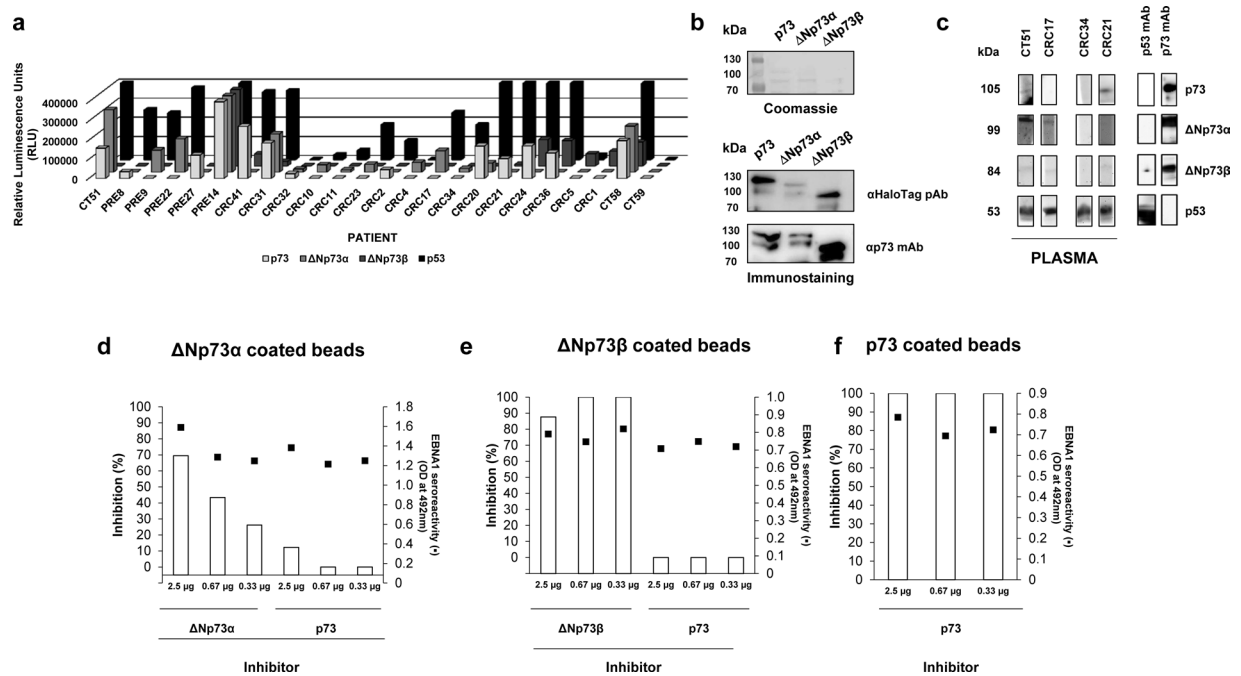 a
Relative Luminescence Units
(RLU)
400000
300000
200000
100000
0
CT51
PRE8
PRE9
PRE22
PRE27
PRE14
CRC41
CRC31
CRC32
CRC10
CRC11
CRC23
CRC2
CRC4
CRC17
CRC34
CRC20
CRC21
CRC24
CRC36
CRC5
CRC1
CT58
CT59
PATIENT
p73 ΔNp73α ΔNp73β p53
b
kDa
p73
ΔNp73α
ΔNp73β
130
100
70
Coomassie
p73
ΔNp73α
ΔNp73β
130
100
70
αHaloTag pAb
130
100
70
αp73 mAb
Immunostaining
c
kDa
CT51
CRC17
CRC34
CRC21
p53 mAb
p73 mAb
105 p73
99 ΔNp73α
84 ΔNp73β
53 p53
PLASMA
d
ΔNp73α coated beads
Inhibition (%)
100
90
80
70
60
50
40
30
20
10
0
1.8
1.6
1.4
1.2
1.0
0.8
0.6
0.4
0.2
0
EBNA1 seroreactivity (▪)
(OD at 492nm)
2.5 µg 0.67 µg 0.33 µg 2.5 µg 0.67 µg 0.33 µg
ΔNp73α p73
Inhibitor
e
ΔNp73β coated beads
Inhibition (%)
100
90
80
70
60
50
40
30
20
10
0
1.0
0.9
0.8
0.7
0.6
0.5
0.4
0.3
0.2
0.1
0
EBNA1 seroreactivity (▪)
(OD at 492nm)
2.5 µg 0.67 µg 0.33 µg 2.5 µg 0.67 µg 0.33 µg
ΔNp73β p73
Inhibitor
f
p73 coated beads
Inhibition (%)
100
90
80
70
60
50
40
30
20
10
0
0.9
0.8
0.7
0.6
0.5
0.4
0.3
0.2
0.1
0
EBNA1 seroreactivity (▪)
(OD at 492nm)
2.5 µg 0.67 µg 0.33 µg
p73
Inhibitor